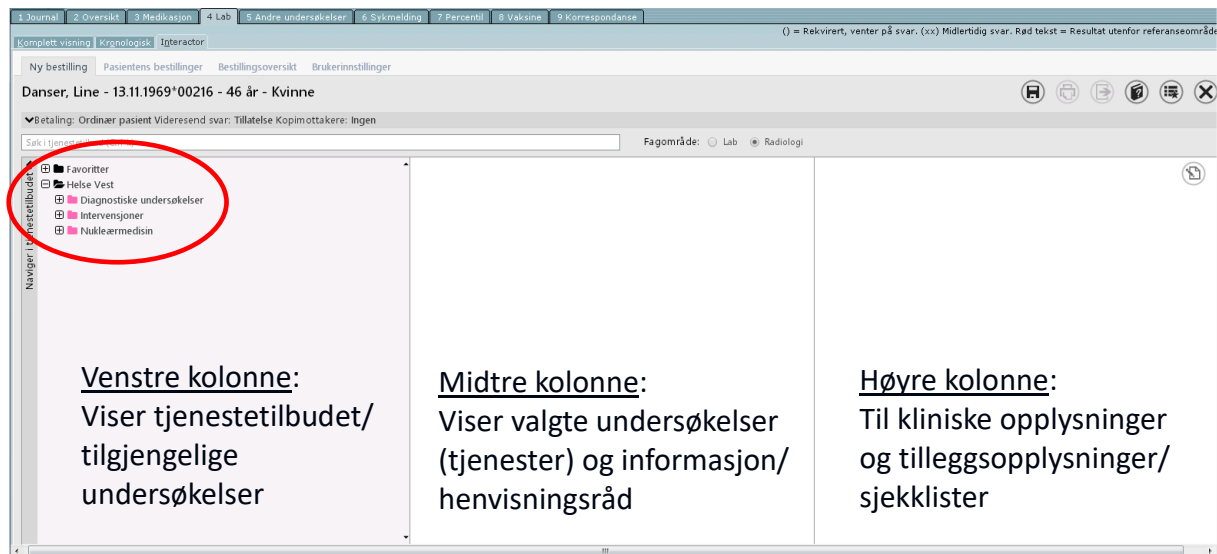 1 Journal 2 Oversikt 3 Medikasjon 4 Lab 5 Andre undersøkelser 6 Sykmelding 7 Percentil 8 Vaksine 9 Korrespondanse
() = Rekvirert, venter på svar. (xx) Midlertidig svar. Rød tekst = Resultat utenfor referanseområde
Komplett visning Kronologisk Interactor
Ny bestilling Pasientens bestillinger Bestillingsoversikt Brukerinnstillinger
Danser, Line - 13.11.1969*00216 - 46 år - Kvinne
Betaling: Ordinær pasient Videresend svar: Tillatelse Kopimottakere: Ingen
Søk i
Fagområde: Lab Radiologi
Naviger i tjenestetilbudet
Favoritter
Helse Vest
Diagnostiske undersøkelser
Intervensjoner
Nukleærmedisin
Venstre kolonne:
Viser tjenestetilbudet/
tilgjengelige
undersøkelser
Midtre kolonne:
Viser valgte undersøkelser
(tjenester) og informasjon/
henvisningsråd
Høyre kolonne:
Til kliniske opplysninger
og tilleggsopplysninger/
sjekklister